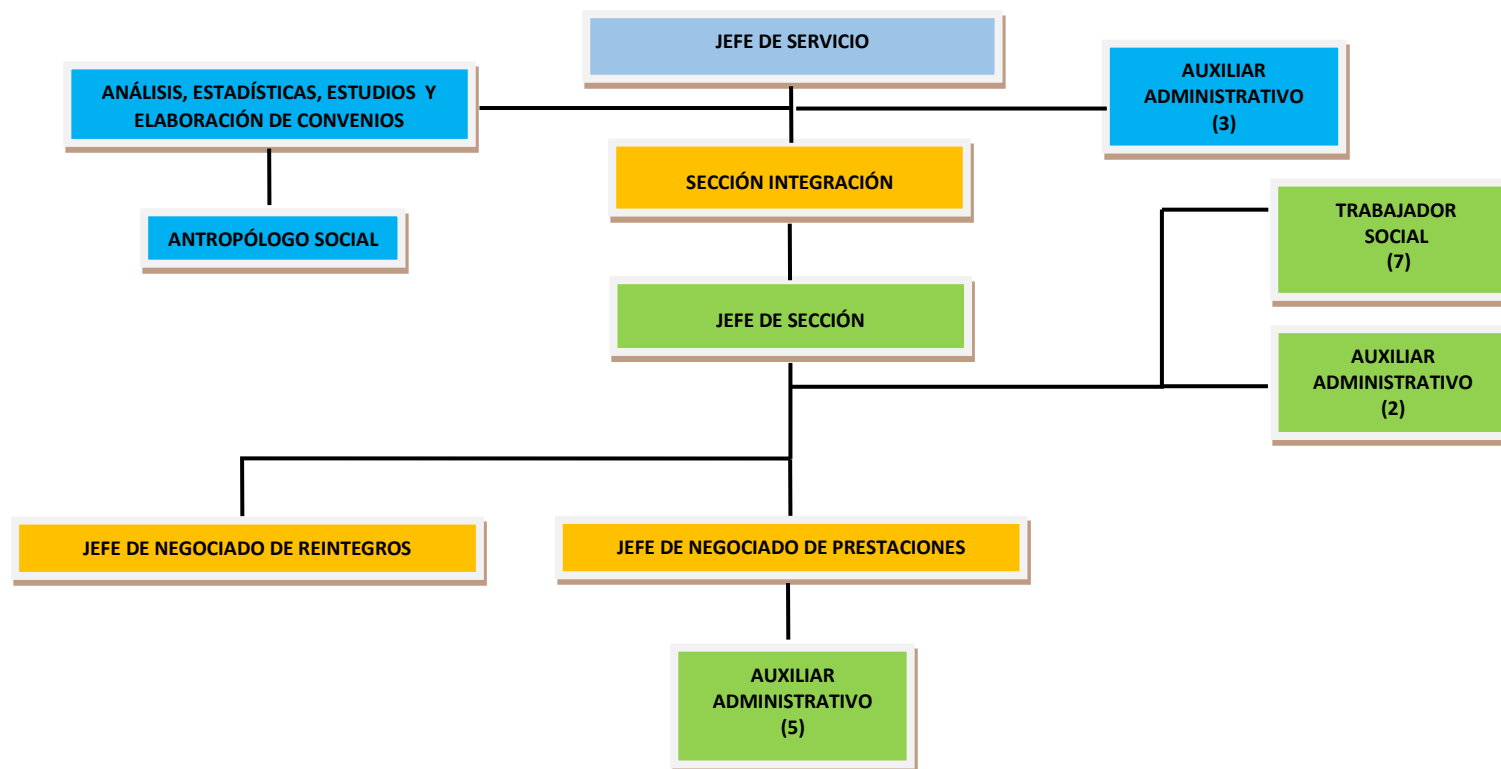 JEFE DE SERVICIO
ANÁLISIS, ESTADÍSTICAS, ESTUDIOS Y
ELABORACIÓN DE CONVENIOS
AUXILIAR
ADMINISTRATIVO
(3)
SECCIÓN INTEGRACIÓN
ANTROPÓLOGO SOCIAL
TRABAJADOR
SOCIAL
(7)
JEFE DE SECCIÓN
AUXILIAR
ADMINISTRATIVO
(2)
JEFE DE NEGOCIADO DE REINTEGROS
JEFE DE NEGOCIADO DE PRESTACIONES
AUXILIAR
ADMINISTRATIVO
(5)